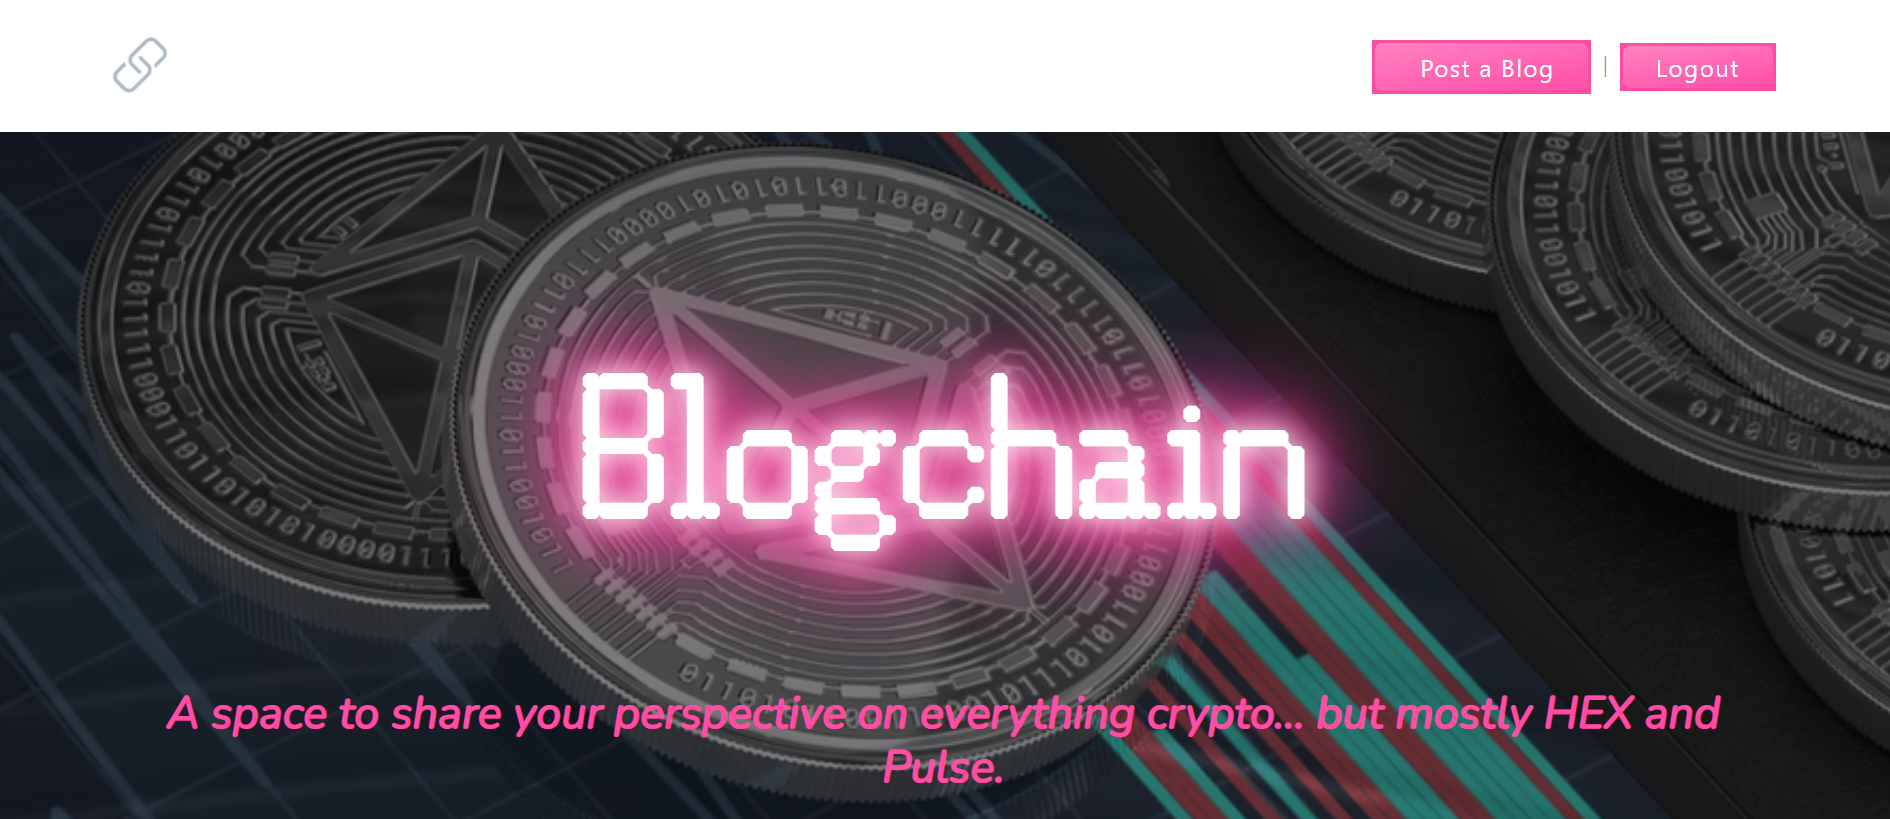 Post a Blog | Logout
Blogchain
A space to share your perspective on everything crypto... but mostly HEX and
Pulse.